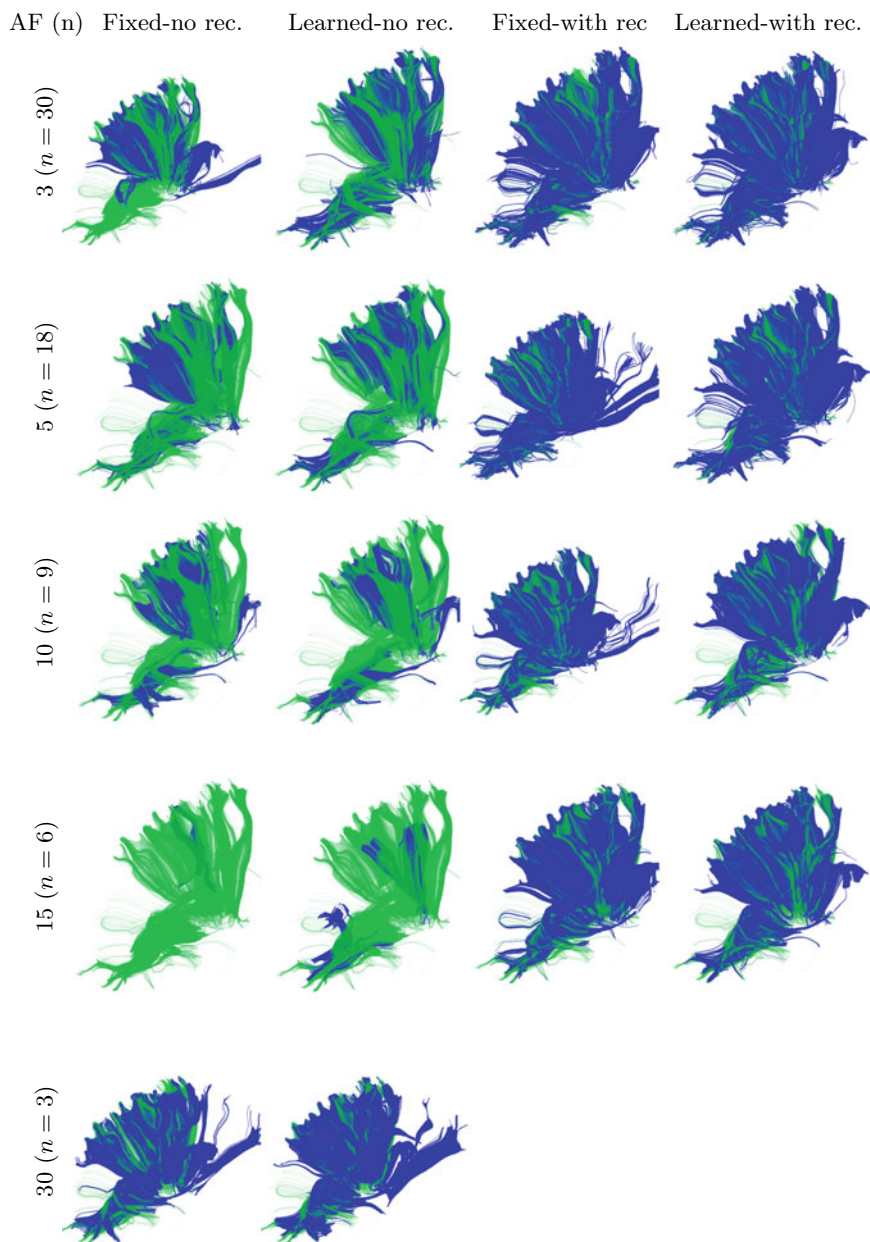 AF (n) Fixed-no rec. Learned-no rec. Fixed-with rec Learned-with rec.
3 (n = 30)
5 (n = 18)
10 (n = 9)
15 (n = 6)
30 (n = 3)